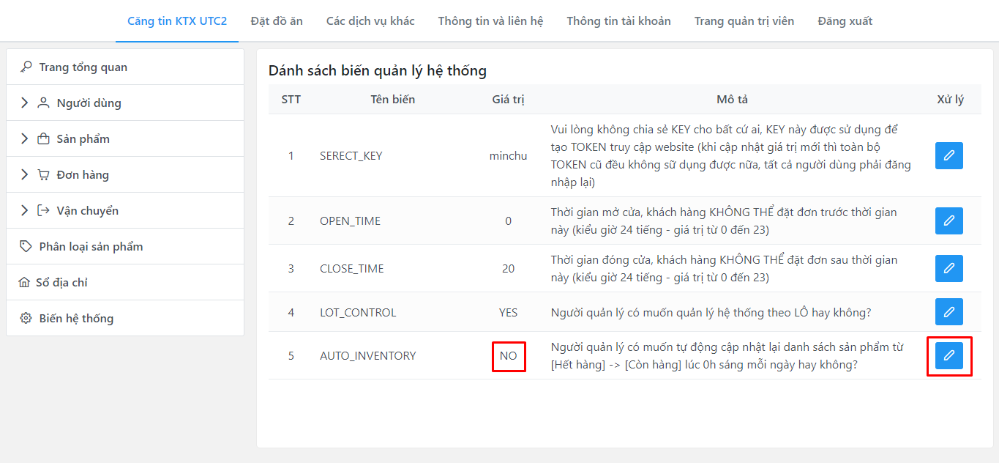 Căng tin KTX UTC2 Đặt đồ ăn Các dịch vụ khác Thông tin và liên hệ Thông tin tài khoản Trang quản trị viên Đăng xuất
Trang tổng quan
Người dùng
Sản phẩm
Đơn hàng
Vận chuyển
Phân loại sản phẩm
Sổ địa chỉ
Biến hệ thống
Dánh sách biến quản lý hệ thống
STT Tên biến Giá trị Mô tả Xử lý
1 SERECT_KEY minchu Vui lòng không chia sẻ KEY cho bất cứ ai, KEY này được sử dụng để
tạo TOKEN truy cập website (khi cập nhật giá trị mới thì toàn bộ
TOKEN cũ đều không sữ dụng được nữa, tất cả người dùng phải đăng
nhập lại)
2 OPEN_TIME 0 Thời gian mở cửa, khách hàng KHÔNG THỂ đặt đơn trước thời gian
này (kiểu giờ 24 tiếng - giá trị từ 0 đến 23)
3 CLOSE_TIME 20 Thời gian đóng cửa, khách hàng KHÔNG THỂ đặt đơn sau thời gian
này (kiểu giờ 24 tiếng - giá trị từ 0 đến 23)
4 LOT_CONTROL YES Người quản lý có muốn quản lý hệ thống theo LÔ hay không?
5 AUTO_INVENTORY NO Người quản lý có muốn tự động cập nhật lại danh sách sản phẩm từ
[Hết hàng] -> [Còn hàng] lúc 0h sáng mỗi ngày hay không?